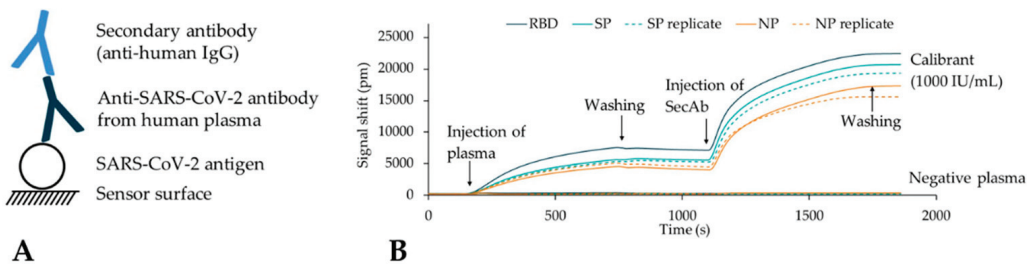 Secondary antibody
(anti-human IgG)
Anti-SARS-CoV-2 antibody
from human plasma
SARS-CoV-2 antigen
Sensor surface
A
RBD SP SP replicate NP NP replicate
Signal shift (pm)
25000
20000
15000
10000
5000
0
Injection of
plasma
Washing
Injection of
SecAb
Calibrant
(1000 IU/mL)
Washing
Negative plasma
0 500 1000 1500 2000
Time (s)
B